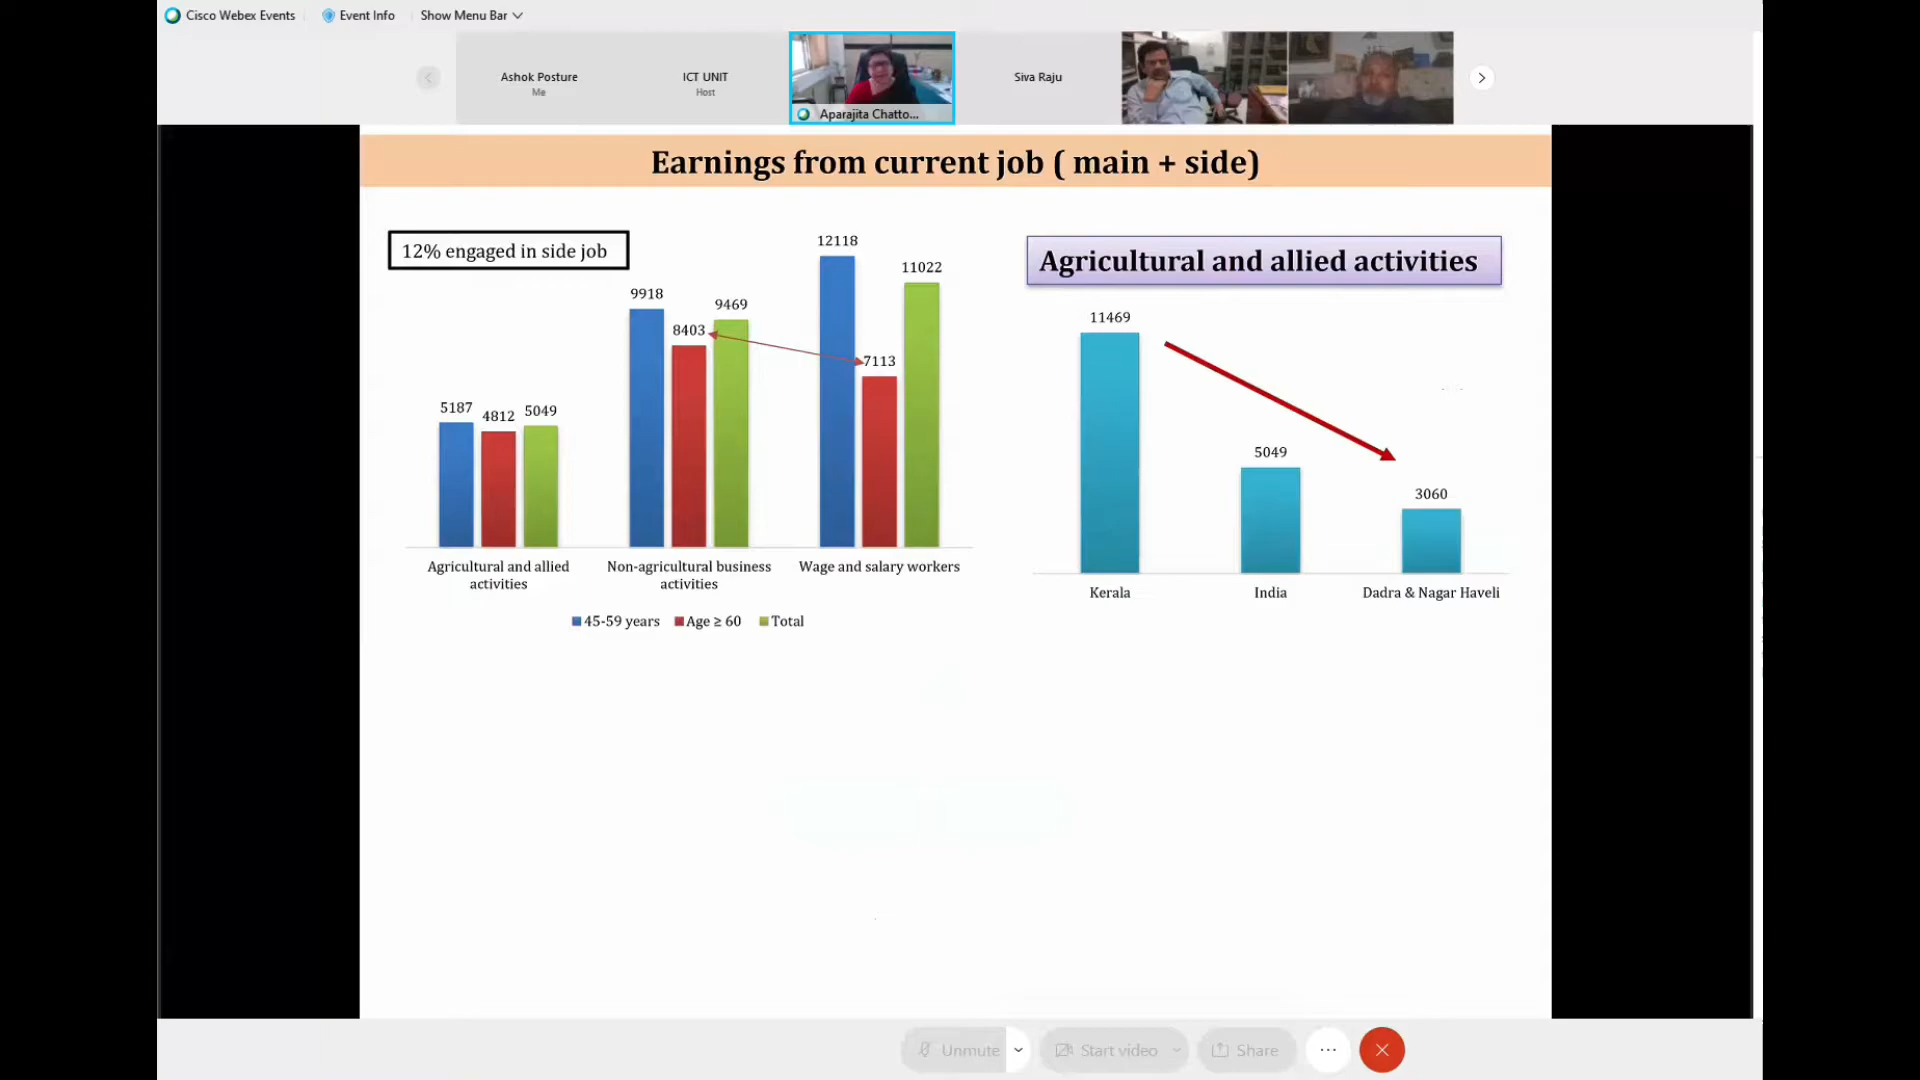 Cisco Webex Events
Event Info
Show Menu Bar
Ashok Posture
Me
ICT UNIT
Host
Aparajita Chatto...
Siva Raju
Earnings from current job ( main + side)
12% engaged in side job
5187
4812
5049
9918
8403
9469
12118
7113
11022
Agricultural and allied
activities
Non-agricultural business
activities
Wage and salary workers
45-59 years
Age ≥ 60
Total
Agricultural and allied activities
11469
5049
3060
Kerala
India
Dadra & Nagar Haveli
Unmute
Start video
Share